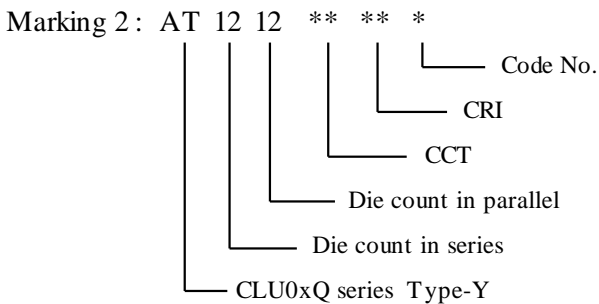 Marking 2 : AT 12 12 ** ** *
Code No.
CRI
CCT
Die count in parallel
Die count in series
CLU0xQ series Type-Y